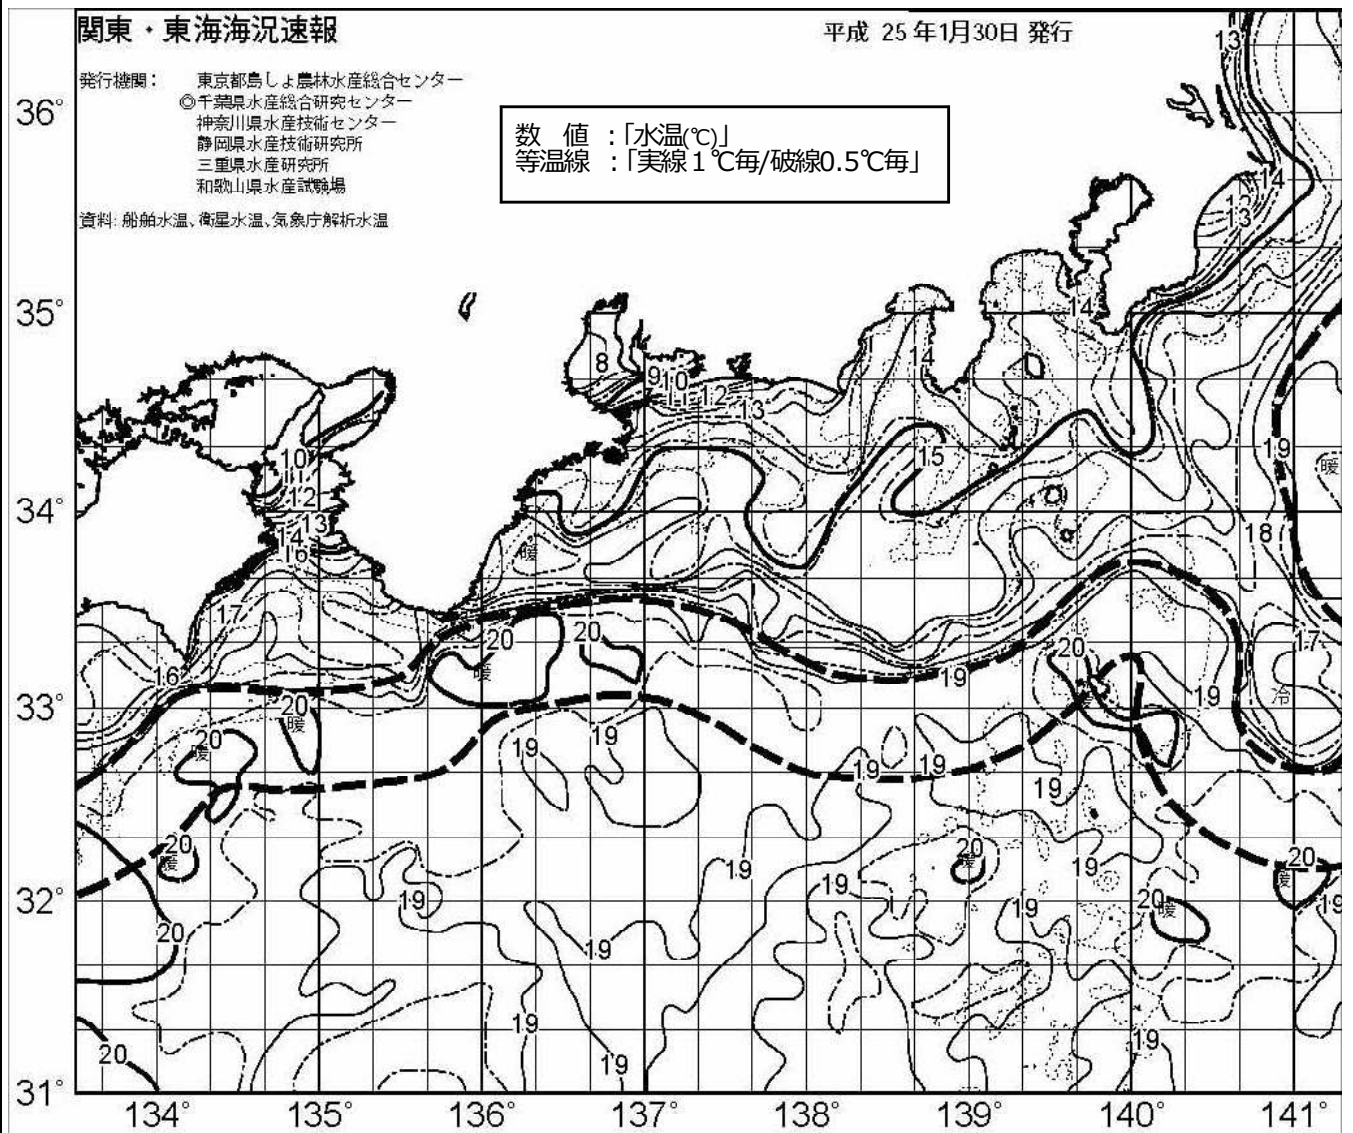 関東・東海海況速報
平成 25年1月30日 発行
発行機関： 東京都島しょ農林水産総合センター
◎千葉県水産総合研究センター
神奈川県水産技術センター
静岡県水産技術研究所
三重県水産研究所
和歌山県水産試験場
資料: 船舶水温、衛星水温、気象庁解析水温
数 値 ：「水温(℃)」
等温線 ：「実線１℃毎/破線0.5℃毎」
13
36°
14
13
35°
14
8
14
9
10
11
12
13
19
15
10
暖
11
12
34°
13
14
18
16
暖
17
20
20
17
20
16
暖
19
19
33°
20
冷
暖
20
暖
19
19
19
19
19
20
暖
20
暖
20
暖
19
19
19
32°
19
19
20
暖
19
20
19
19
19
20
19
31°
134° 135° 136° 137° 138° 139° 140° 141°